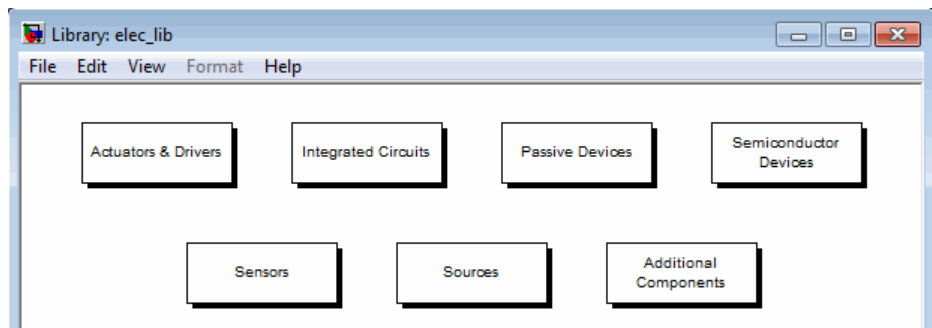 Library: elec_lib
File Edit View Format Help
Actuators & Drivers
Integrated Circuits
Passive Devices
Semiconductor
Devices
Sensors
Sources
Additional
Components